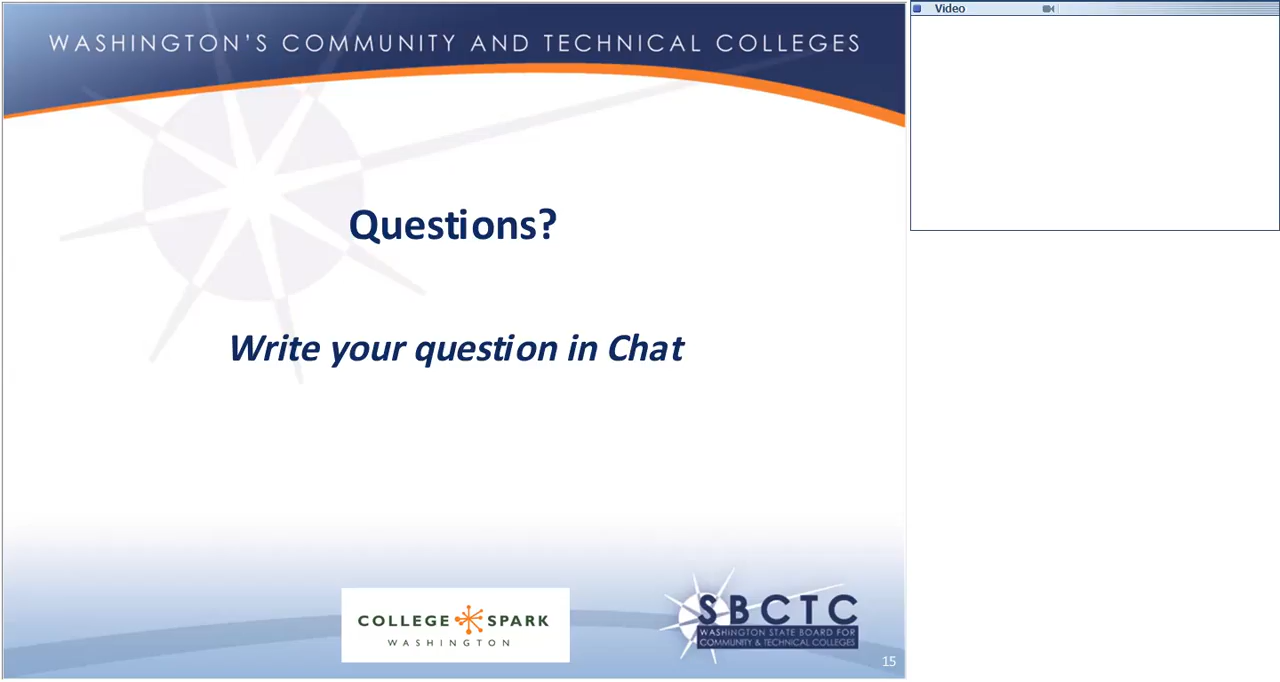 Video
WASHINGTON'S COMMUNITY AND TECHNICAL COLLEGES
Questions?
Write your question in Chat
COLLEGE SPARK
WASHINGTON
SBCTC
WASHINGTON STATE BOARD FOR
COMMUNITY & TECHNICAL COLLEGES
15